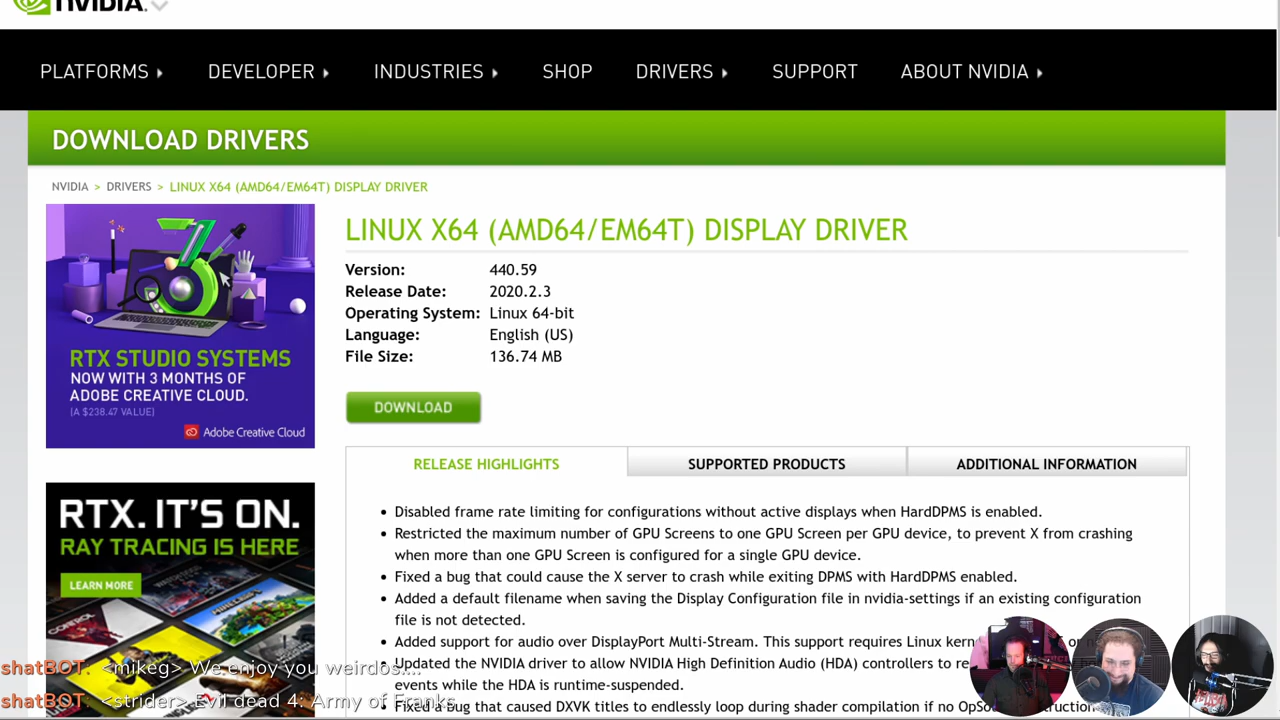 NVIDIA.
PLATFORMS DEVELOPER INDUSTRIES SHOP DRIVERS SUPPORT ABOUT NVIDIA
DOWNLOAD DRIVERS
NVIDIA > DRIVERS > LINUX X64 (AMD64/EM64T) DISPLAY DRIVER
RTX STUDIO SYSTEMS
NOW WITH 3 MONTHS OF
ADOBE CREATIVE CLOUD.
(A $238.47 VALUE)
Adobe Creative Cloud
RTX. IT'S ON.
RAY TRACING IS HERE
LEARN MORE
CONTROL
MINECRAFT
LINUX X64 (AMD64/EM64T) DISPLAY DRIVER
Version: 440.59
Release Date: 2020.2.3
Operating System: Linux 64-bit
Language: English (US)
File Size: 136.74 MB
DOWNLOAD
RELEASE HIGHLIGHTS SUPPORTED PRODUCTS ADDITIONAL INFORMATION
• Disabled frame rate limiting for configurations without active displays when HardDPMS is enabled.
• Restricted the maximum number of GPU Screens to one GPU Screen per GPU device, to prevent X from crashing
when more than one GPU Screen is configured for a single GPU device.
• Fixed a bug that could cause the X server to crash while exiting DPMS with HardDPMS enabled.
• Added a default filename when saving the Display Configuration file in nvidia-settings if an existing configuration
file is not detected.
• Added support for audio over DisplayPort Multi-Stream. This support requires Linux
Updated the NVIDIA driver to allow NVIDIA High Definition Audio (HDA) controllers to
events while the HDA is runtime-suspended.
Fixed a bug that caused DXVK titles to endlessly loop during shader compilation if no
shatBOT: <mikeg> We enjoy you weirdos....
shatBOT: <strider> Evil dead 4: Army of Franks